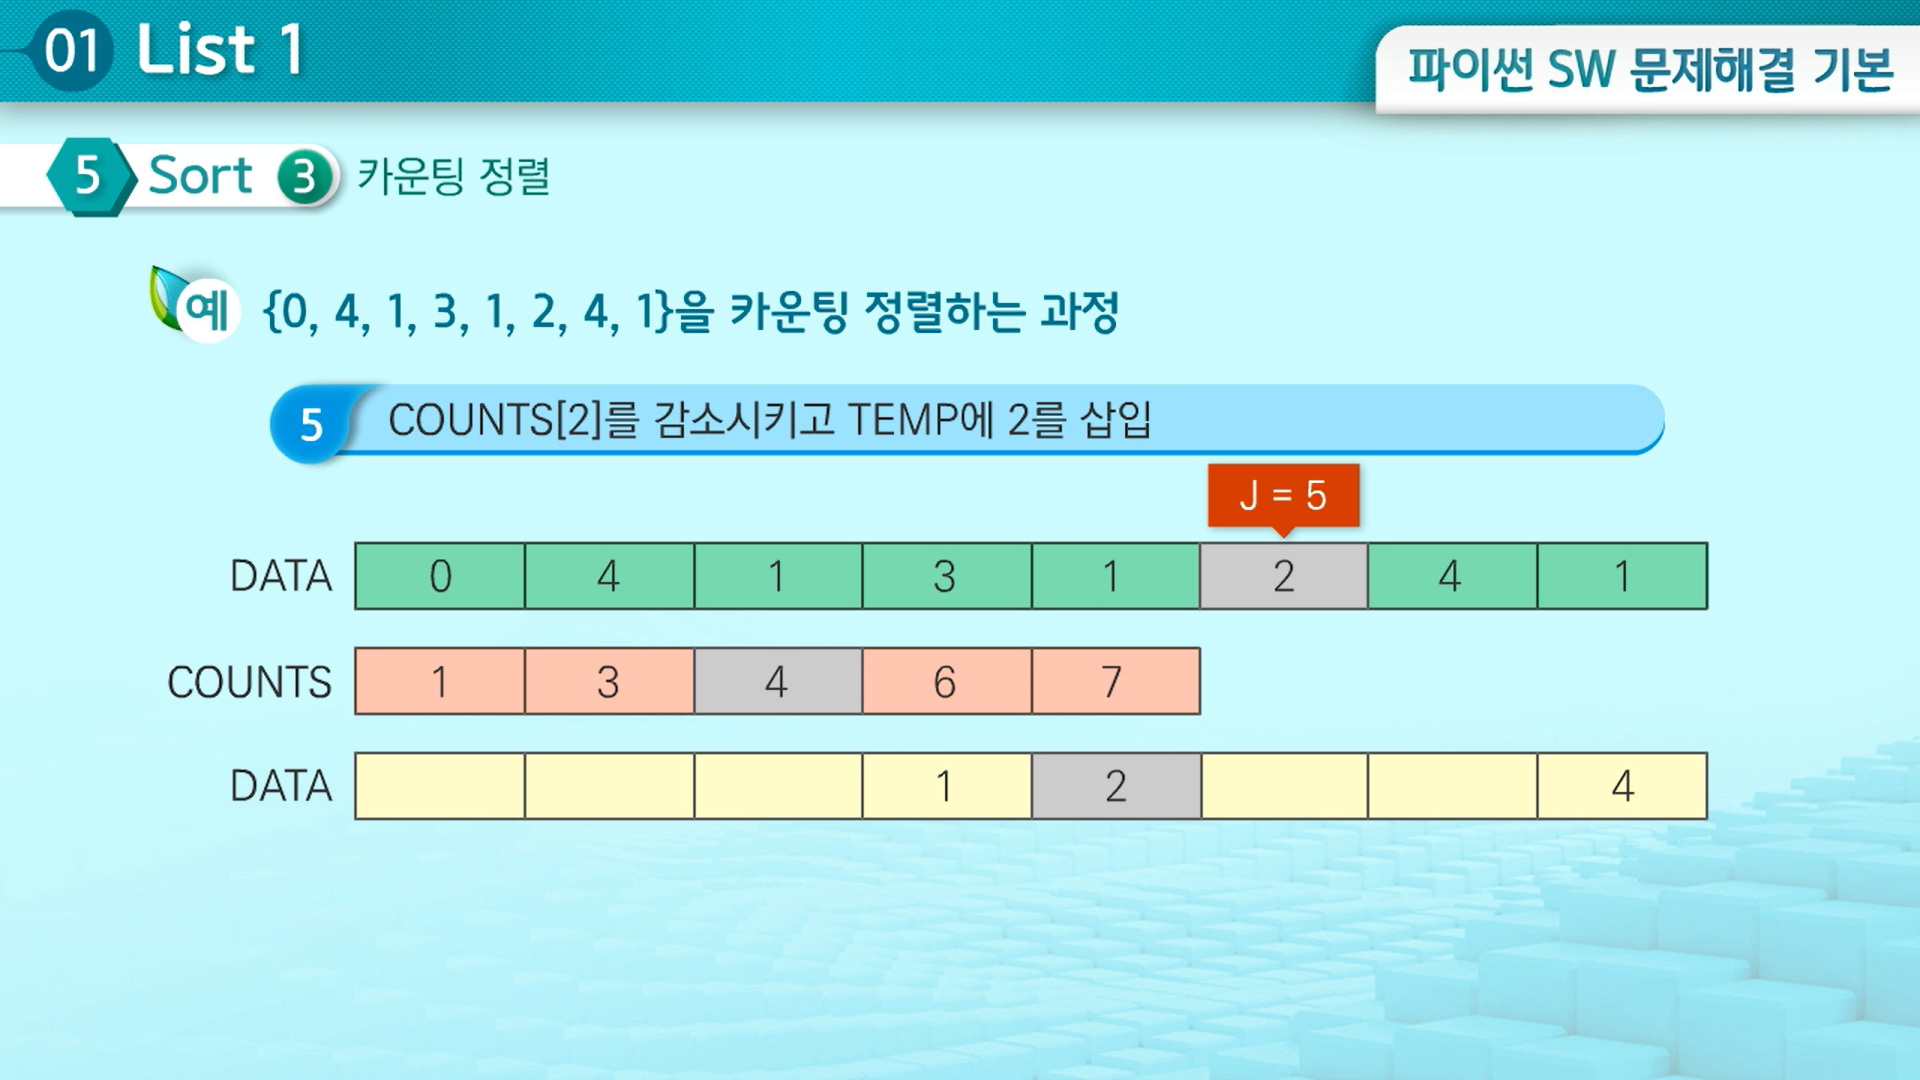 01 List 1
파이썬 SW 문제해결 기본
5 Sort 3 카운팅 정렬
예 {0, 4, 1, 3, 1, 2, 4, 1}을 카운팅 정렬하는 과정
5 COUNTS[2]를 감소시키고 TEMP에 2를 삽입
J = 5
DATA 0 4 1 3 1 2 4 1
COUNTS 1 3 4 6 7
DATA 1 2 4